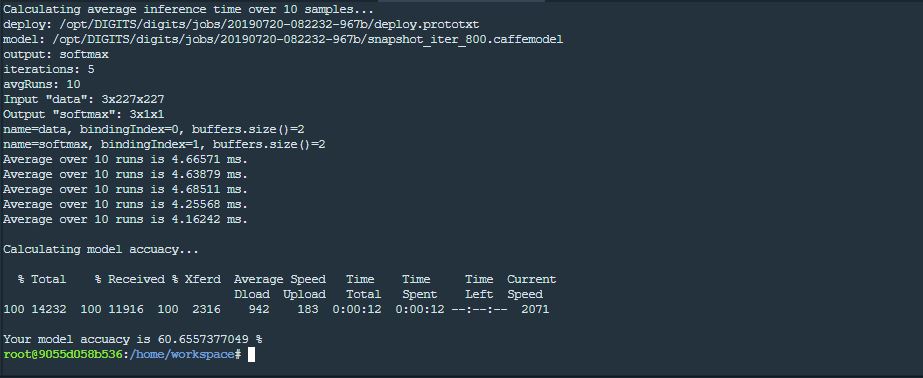 Calculating average inference time over 10 samples...
deploy: /opt/DIGITS/digits/jobs/20190720-082232-967b/deploy.prototxt
model: /opt/DIGITS/digits/jobs/20190720-082232-967b/snapshot_iter_800.caffemodel
output: softmax
iterations: 5
avgRuns: 10
Input "data": 3x227x227
Output "softmax": 3x1x1
name=data, bindingIndex=0, buffers.size()=2
name=softmax, bindingIndex=1, buffers.size()=2
Average over 10 runs is 4.66571 ms.
Average over 10 runs is 4.63879 ms.
Average over 10 runs is 4.68511 ms.
Average over 10 runs is 4.25568 ms.
Average over 10 runs is 4.16242 ms.
Calculating model accuacy...
% Total % Received % Xferd Average Speed Time Time Time Current
Dload Upload Total Spent Left Speed
100 14232 100 11916 100 2316 942 183 0:00:12 0:00:12 --:--:-- 2071
Your model accuacy is 60.6557377049 %
root@9055d058b536:/home/workspace#